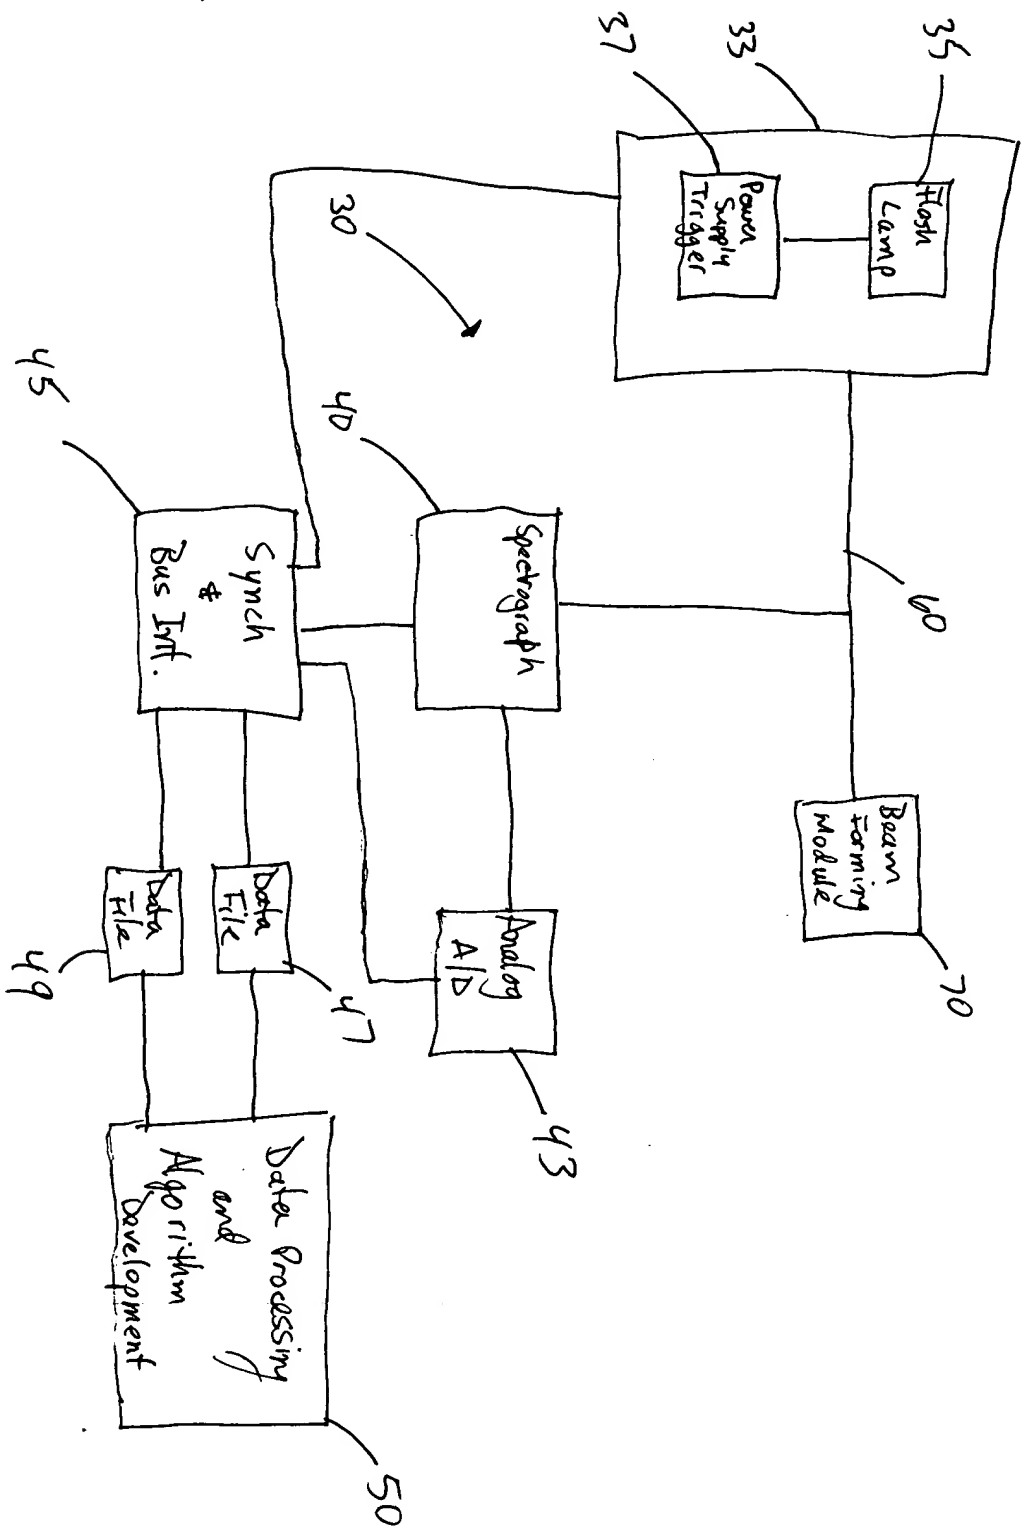 35
Flash
Lamp
33
37
Power
Supply
Trigger
30
60
Beam
Forming
Module
70
40
Spectrograph
Analog
A/D
43
45
Synch
&
Bus Intf.
Data
File
47
Data
File
49
Data Processing
and
Algorithm
Development
50